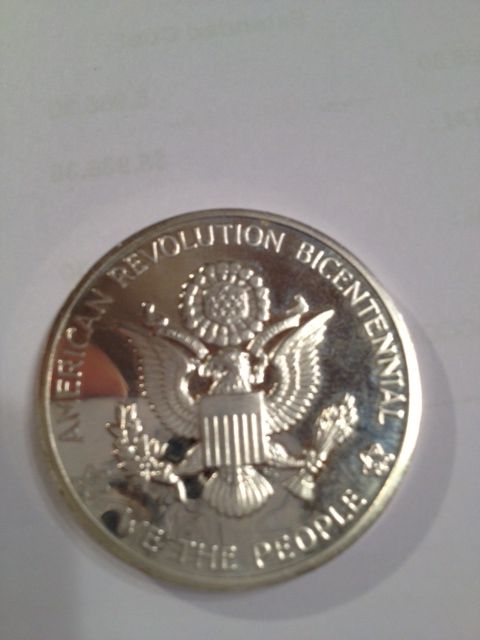 AMERICAN REVOLUTION BICENTENNIAL
WE THE PEOPLE